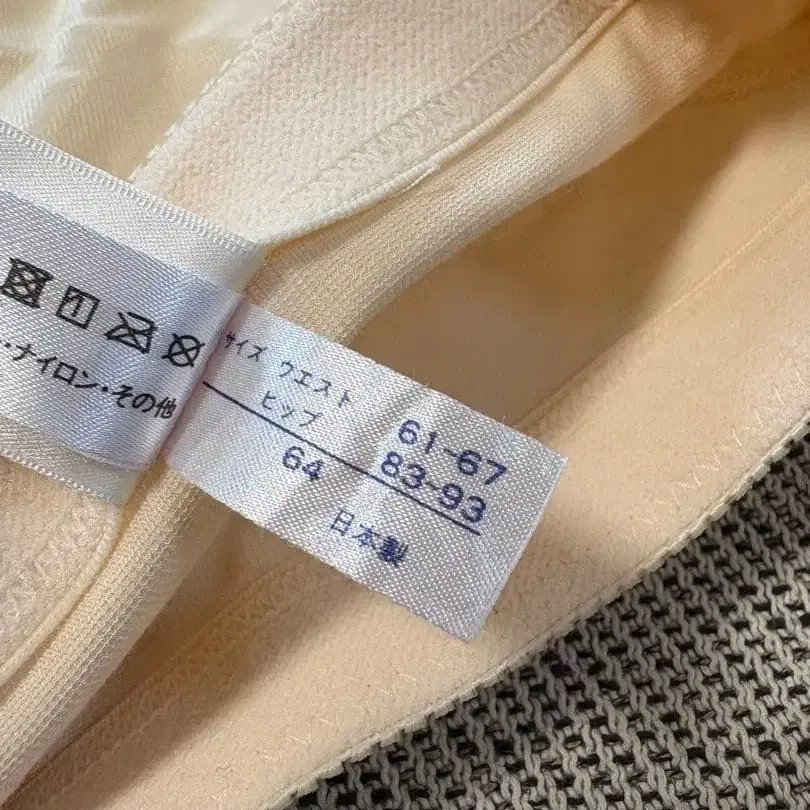 ・ナイロン・その他
サイズ ウエスト 61-67
ヒップ 83-93
64
日本製